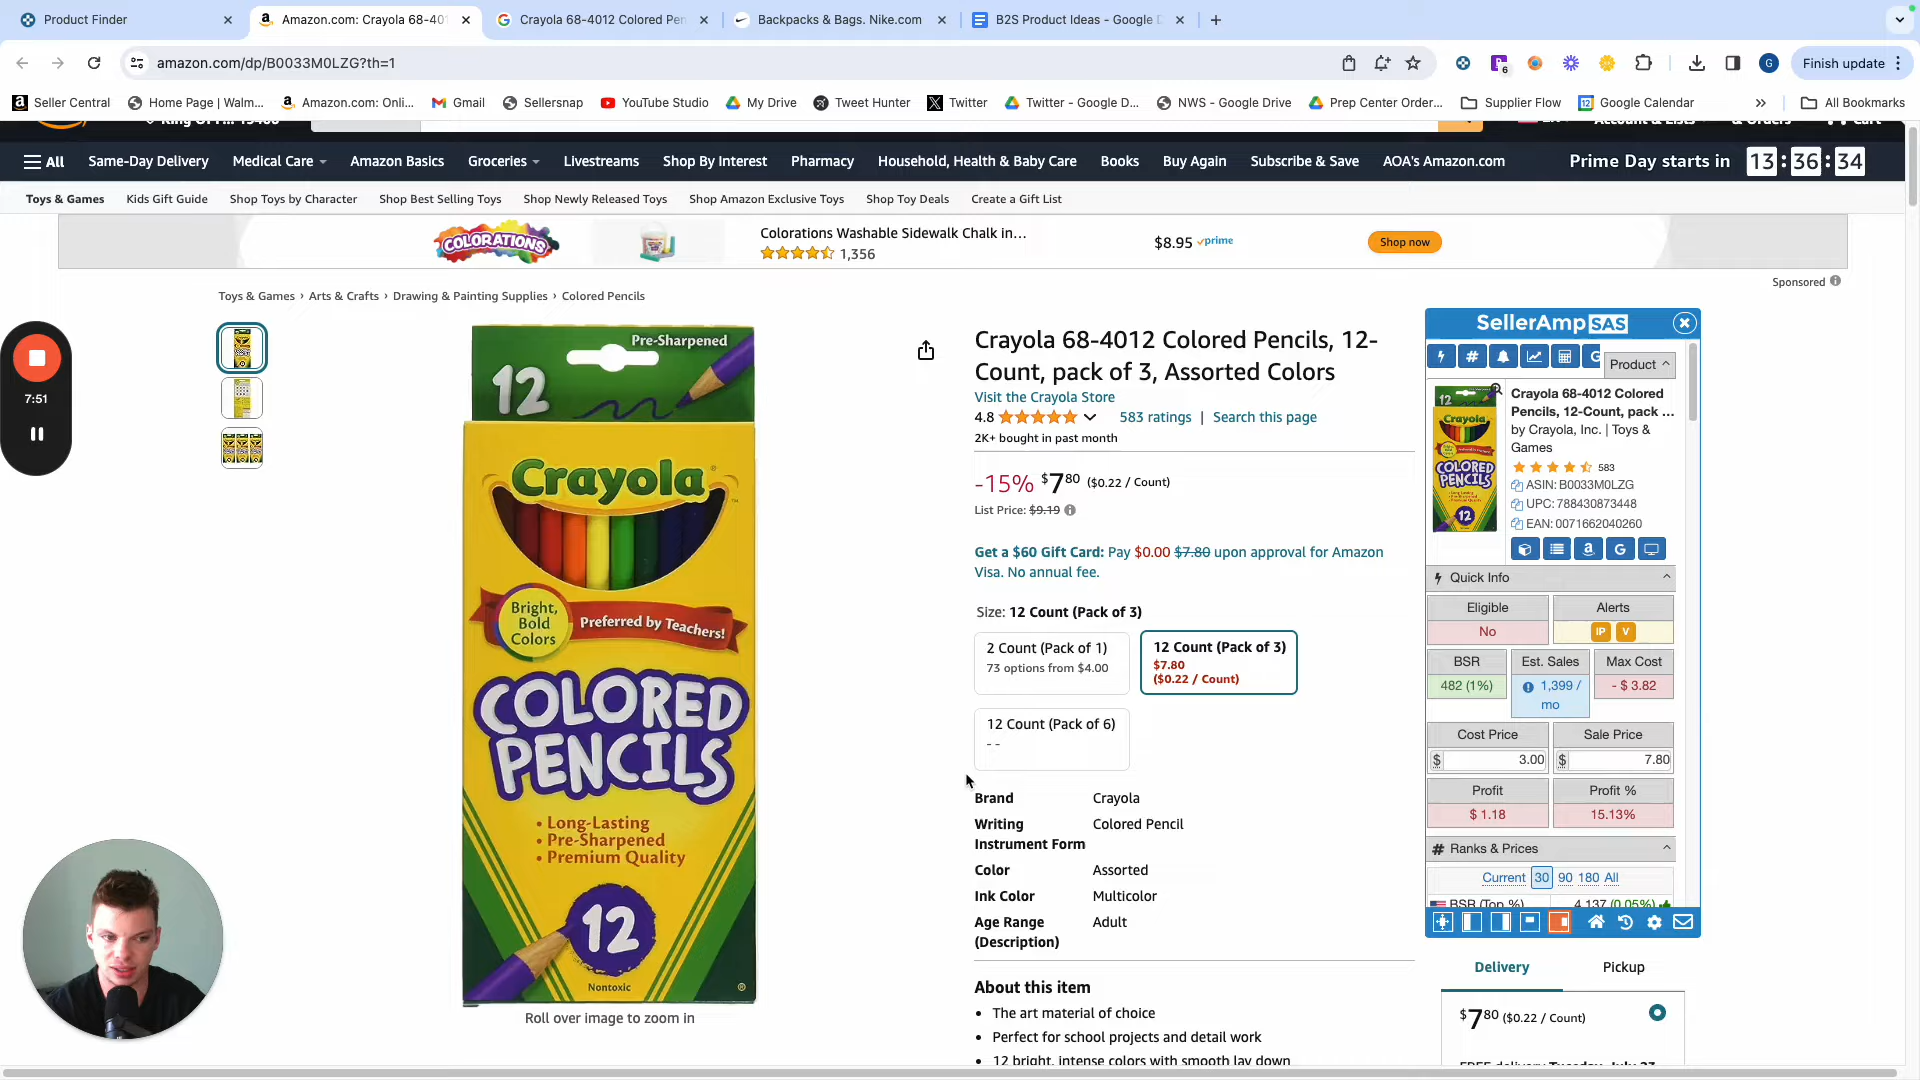 Product Finder
Amazon.com: Crayola 68-401
Crayola 68-4012 Colored Pen
Backpacks & Bags. Nike.com
B2S Product Ideas - Google D
amazon.com/dp/B0033M0LZG?th=1
6
G
Finish update
Seller Central
Home Page | Walm...
Amazon.com: Onli...
Gmail
Sellersnap
YouTube Studio
My Drive
Tweet Hunter
Twitter
Twitter - Google D...
NWS - Google Drive
Prep Center Order...
Supplier Flow
Google Calendar
»
All Bookmarks
All
Same-Day Delivery
Medical Care
Amazon Basics
Groceries
Livestreams
Shop By Interest
Pharmacy
Household, Health & Baby Care
Books
Buy Again
Subscribe & Save
AOA's Amazon.com
Prime Day starts in 13 : 36 : 34
Toys & Games
Kids Gift Guide
Shop Toys by Character
Shop Best Selling Toys
Shop Newly Released Toys
Shop Amazon Exclusive Toys
Shop Toy Deals
Create a Gift List
COLORATIONS
Colorations Washable Sidewalk Chalk in...
1,356
$8.95 prime
Shop now
Sponsored
Toys & Games › Arts & Crafts › Drawing & Painting Supplies › Colored Pencils
7:51
Pre-Sharpened
12
Crayola
Bright,
Bold
Colors
Preferred by Teachers!
COLORED
PENCILS
• Long-Lasting
• Pre-Sharpened
• Premium Quality
12
Nontoxic
Roll over image to zoom in
Crayola 68-4012 Colored Pencils, 12-
Count, pack of 3, Assorted Colors
Visit the Crayola Store
4.8
583 ratings | Search this page
2K+ bought in past month
-15% $7.80 ($0.22 / Count)
List Price: $9.19
Get a $60 Gift Card: Pay $0.00 $7.80 upon approval for Amazon
Visa. No annual fee.
Size: 12 Count (Pack of 3)
2 Count (Pack of 1)
73 options from $4.00
12 Count (Pack of 3)
$7.80
($0.22 / Count)
12 Count (Pack of 6)
- -
Brand Crayola
Writing Colored Pencil
Instrument Form
Color Assorted
Ink Color Multicolor
Age Range Adult
(Description)
About this item
• The art material of choice
• Perfect for school projects and detail work
• 12 bright, intense colors with smooth lay down
SellerAmp SAS
Product
Crayola 68-4012 Colored
Pencils, 12-Count, pack ...
by Crayola, Inc. | Toys &
Games
583
ASIN: B0033M0LZG
UPC: 788430873448
EAN: 0071662040260
Quick Info
Eligible
No
Alerts
IP V
BSR
482 (1%)
Est. Sales
1,399 /
mo
Max Cost
- $ 3.82
Cost Price
$ 3.00
Sale Price
$ 7.80
Profit
$ 1.18
Profit %
15.13%
# Ranks & Prices
Current 30 90 180 All
BSR (Top %) 4,137 (0.05%)
Delivery
Pickup
$7.80 ($0.22 / Count)